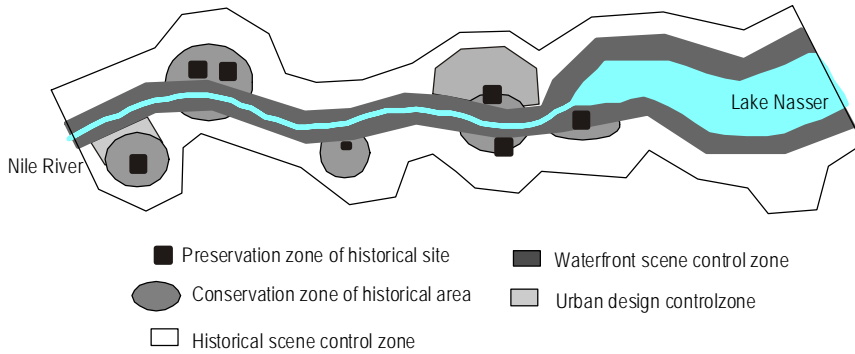 Lake Nasser
Nile River
Preservation zone of historical site
Waterfront scene control zone
Conservation zone of historical area
Urban design controlzone
Historical scene control zone